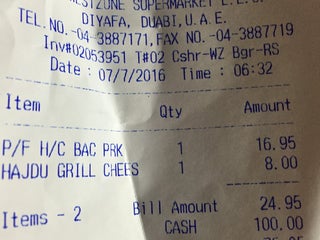 WESTZONE SUPERMARKET L.L.C.
DIYAFA, DUABI, U.A.E.
TEL.NO.-04-3887171,FAX NO.-04-3887719
Inv#02053951 T#02 Cshr-WZ Bgr-RS
Date : 07/7/2016 Time : 06:32
Item Qty Amount
P/F H/C BAC PRK 1 16.95
HAJDU GRILL CHEES 1 8.00
Items - 2 Bill Amount 24.95
CASH 100.00